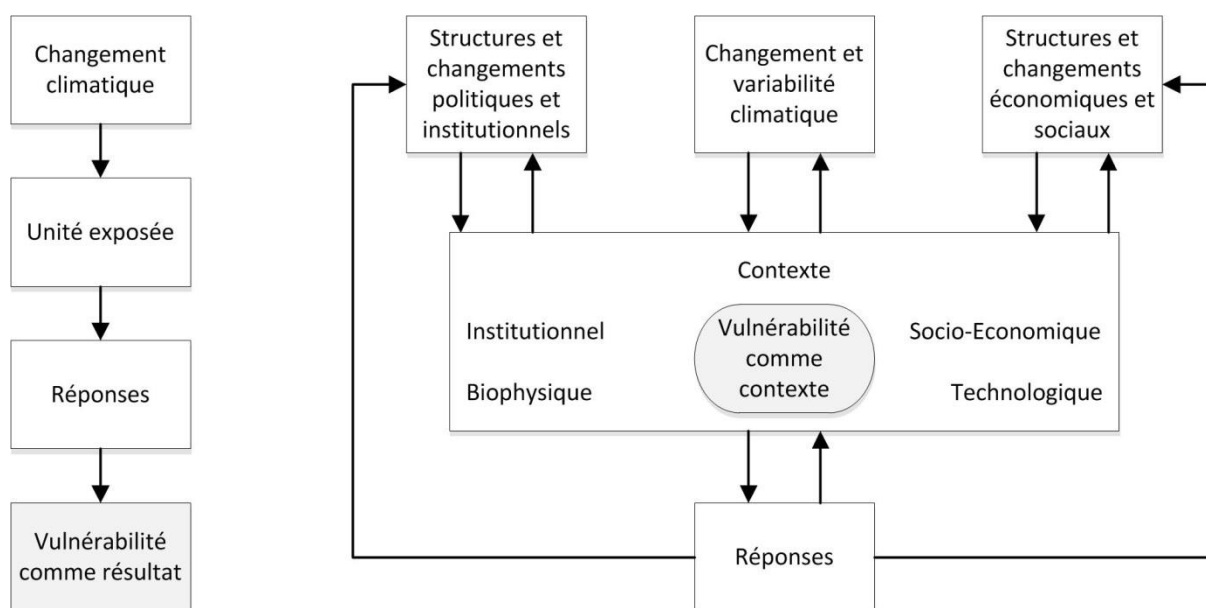 Changement
climatique
Unité exposée
Réponses
Vulnérabilité
comme résultat
Structures et
changements
politiques et
institutionnels
Changement et
variabilité
climatique
Structures et
changements
économiques et
sociaux
Contexte
Institutionnel
Biophysique
Vulnérabilité
comme
contexte
Socio-Economique
Technologique
Réponses